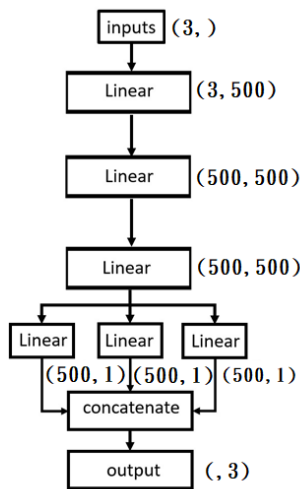 inputs (3, )
Linear (3, 500)
Linear (500, 500)
Linear (500, 500)
Linear Linear Linear
(500, 1) (500, 1) (500, 1)
concatenate
output (, 3)